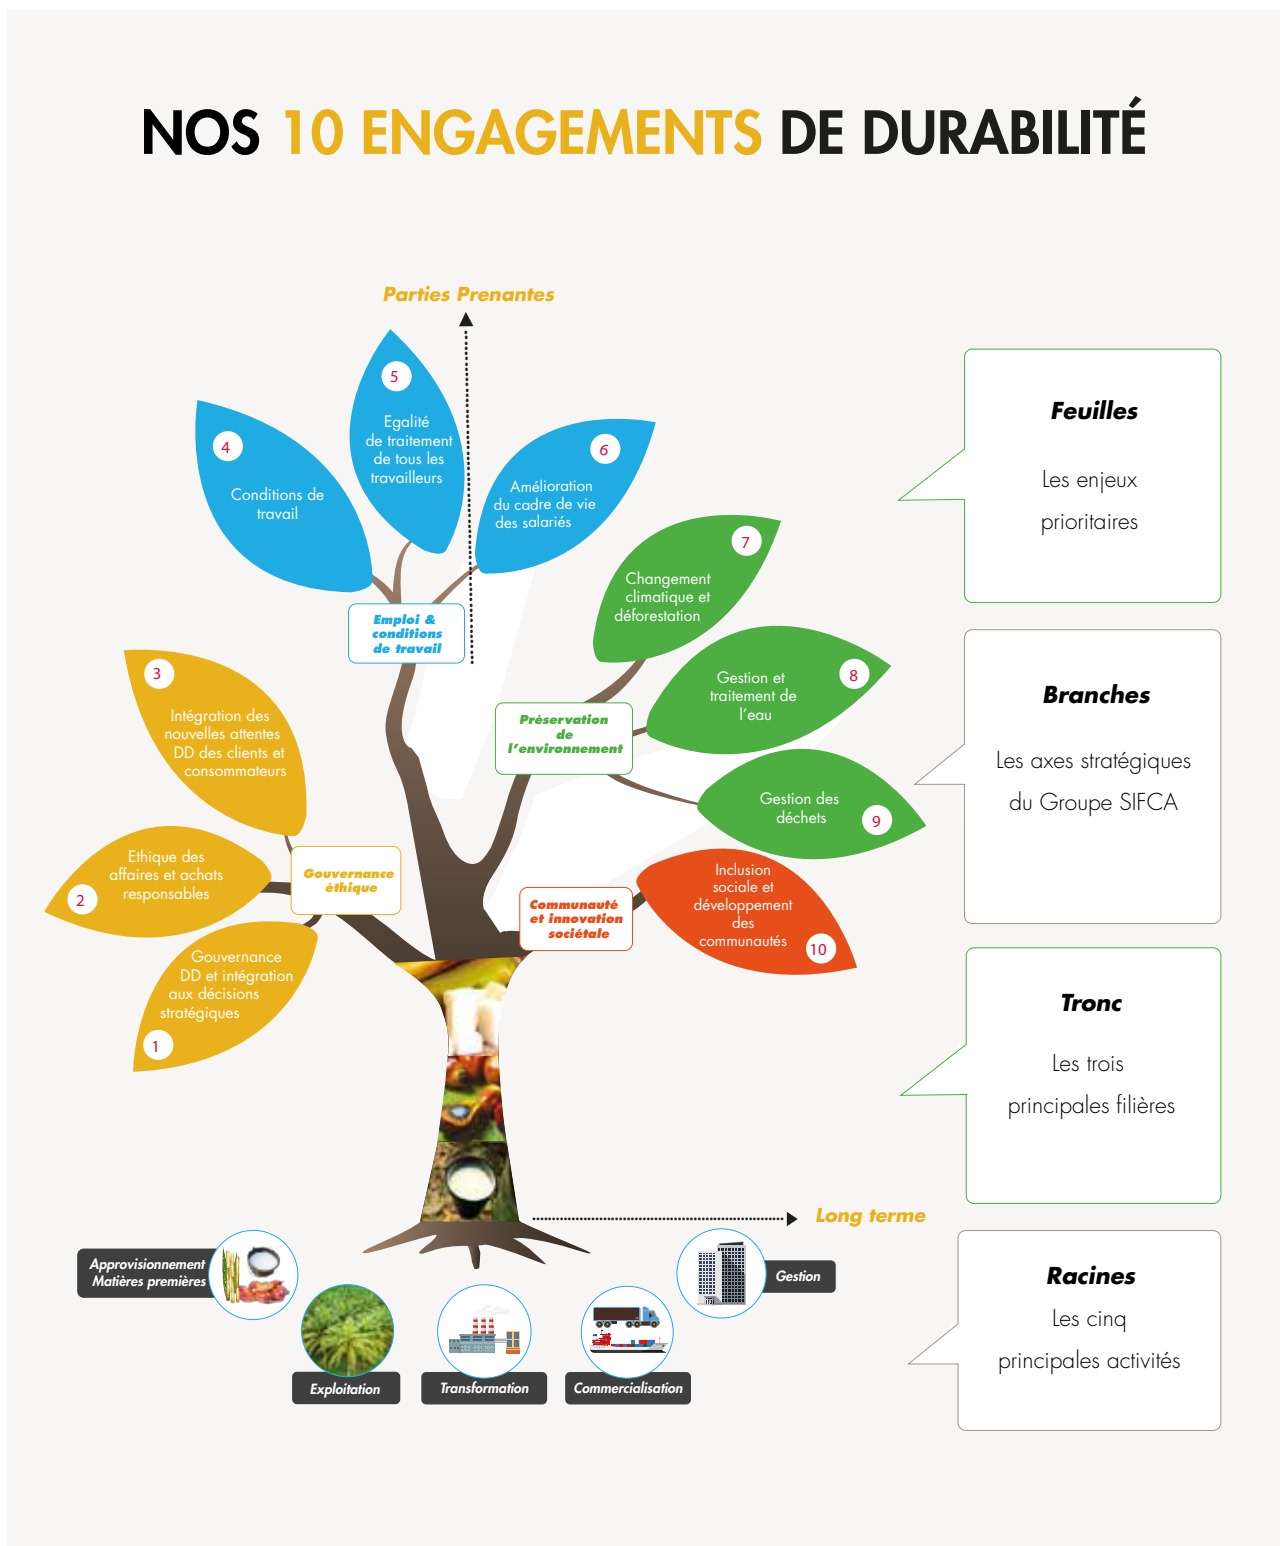 NOS 10 ENGAGEMENTS DE DURABILITÉ
Parties Prenantes
5
Egalité
de traitement
de tous les
travailleurs
4
Conditions de
travail
6
Amélioration
du cadre de vie
des salariés
7
Changement
climatique et
déforestation
Emploi &
conditions
de travail
3
Intégration des
nouvelles attentes
DD des clients et
consommateurs
8
Gestion et
traitement de
l'eau
Préservation
de
l'environnement
Gestion des
déchets
9
2
Ethique des
affaires et achats
responsables
Gouvernance
éthique
Inclusion
sociale et
développement
des
communautés
10
Communauté
et innovation
sociétale
Gouvernance
DD et intégration
aux décisions
stratégiques
1
Long terme
Approvisionnement
Matières premières
Exploitation
Transformation
Commercialisation
Gestion
Feuilles
Les enjeux
prioritaires
Branches
Les axes stratégiques
du Groupe SIFCA
Tronc
Les trois
principales filières
Racines
Les cinq
principales activités